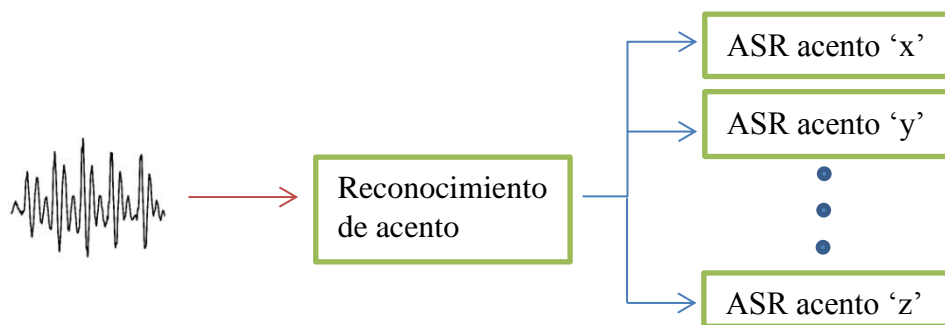 ASR acento ‘x’
ASR acento ‘y’
Reconocimiento
de acento
ASR acento ‘z’